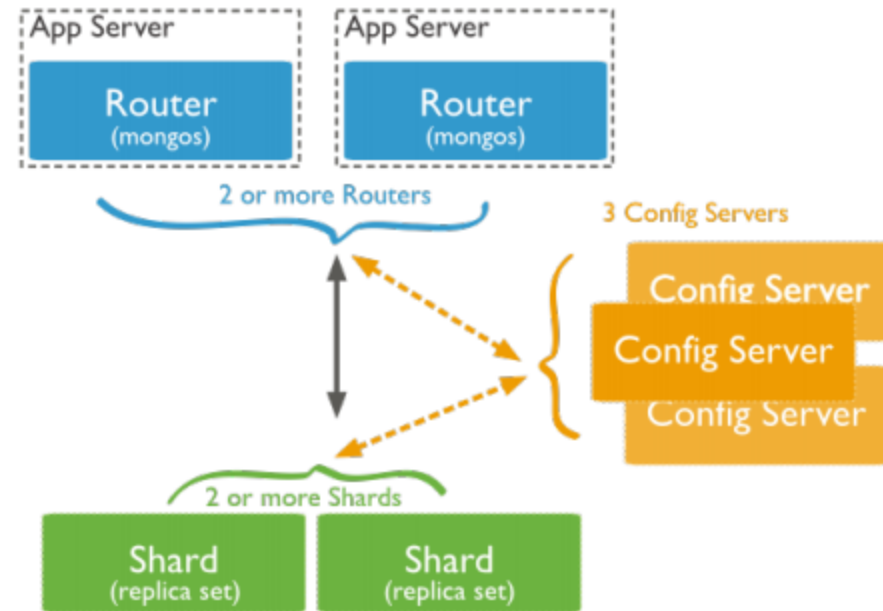 App Server
App Server
Router
(mongos)
Router
(mongos)
2 or more Routers
3 Config Servers
Config Server
Config Server
Config Server
2 or more Shards
Shard
(replica set)
Shard
(replica set)